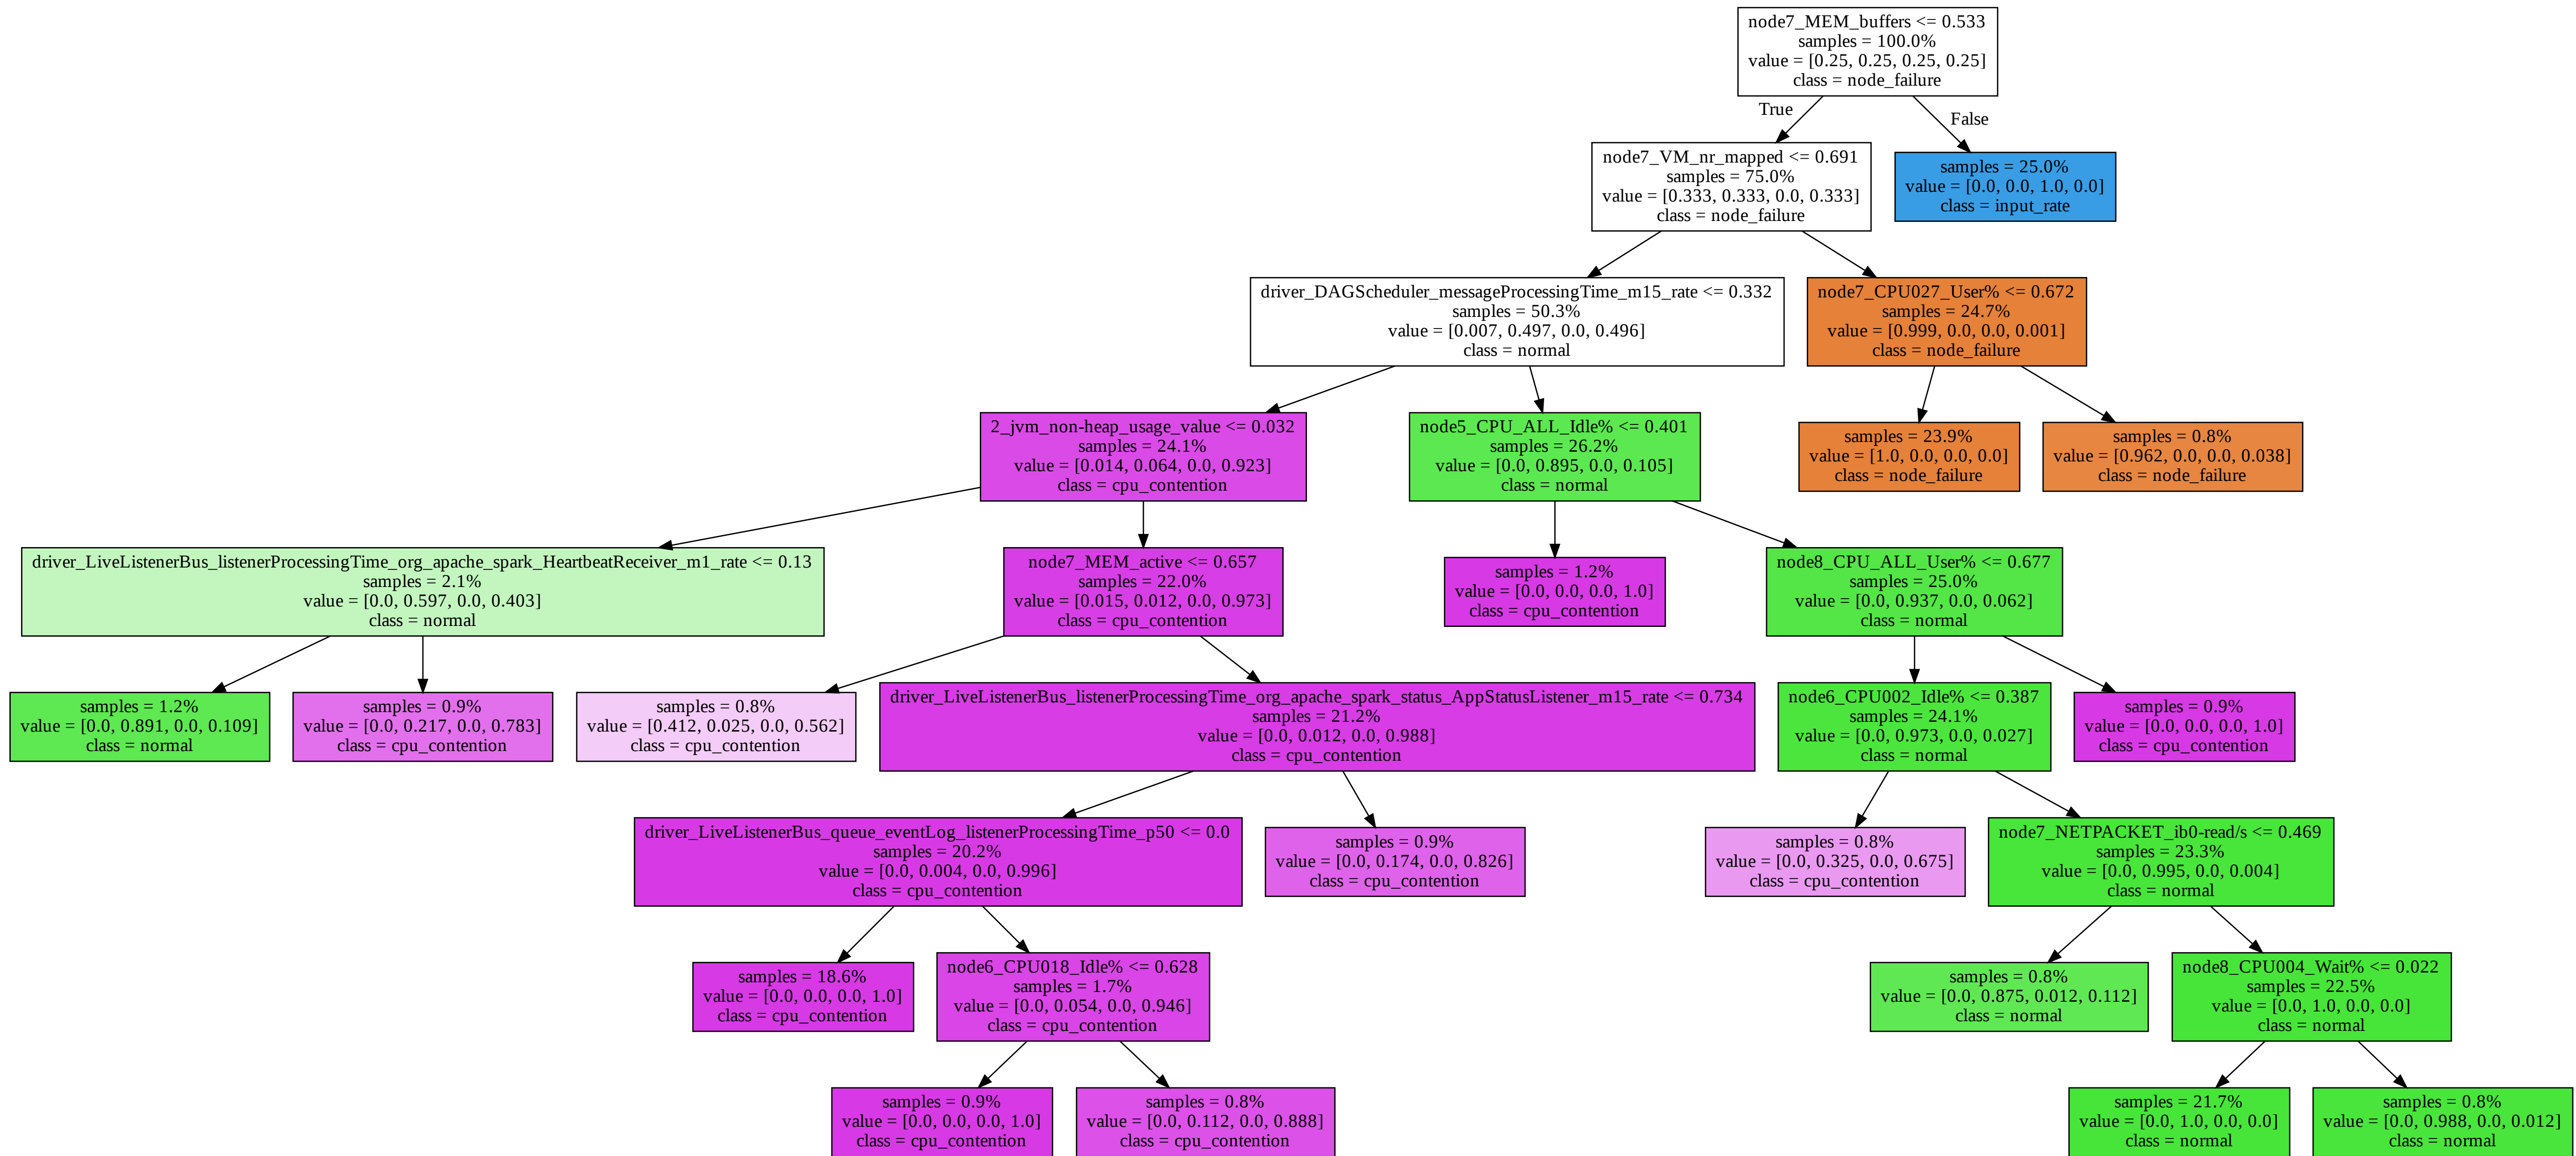 node7_MEM_buffers <= 0.533
samples = 100.0%
value = [0.25, 0.25, 0.25, 0.25]
class = node_failure
True
False
node7_VM_nr_mapped <= 0.691
samples = 75.0%
value = [0.333, 0.333, 0.0, 0.333]
class = node_failure
samples = 25.0%
value = [0.0, 0.0, 1.0, 0.0]
class = input_rate
driver_DAGScheduler_messageProcessingTime_m15_rate <= 0.332
samples = 50.3%
value = [0.007, 0.497, 0.0, 0.496]
class = normal
node7_CPU027_User% <= 0.672
samples = 24.7%
value = [0.999, 0.0, 0.0, 0.001]
class = node_failure
2_jvm_non-heap_usage_value <= 0.032
samples = 24.1%
value = [0.014, 0.064, 0.0, 0.923]
class = cpu_contention
node5_CPU_ALL_Idle% <= 0.401
samples = 26.2%
value = [0.0, 0.895, 0.0, 0.105]
class = normal
samples = 23.9%
value = [1.0, 0.0, 0.0, 0.0]
class = node_failure
samples = 0.8%
value = [0.962, 0.0, 0.0, 0.038]
class = node_failure
driver_LiveListenerBus_listenerProcessingTime_org_apache_spark_HeartbeatReceiver_m1_rate <= 0.13
samples = 2.1%
value = [0.0, 0.597, 0.0, 0.403]
class = normal
node7_MEM_active <= 0.657
samples = 22.0%
value = [0.015, 0.012, 0.0, 0.973]
class = cpu_contention
samples = 1.2%
value = [0.0, 0.0, 0.0, 1.0]
class = cpu_contention
node8_CPU_ALL_User% <= 0.677
samples = 25.0%
value = [0.0, 0.937, 0.0, 0.062]
class = normal
samples = 1.2%
value = [0.0, 0.891, 0.0, 0.109]
class = normal
samples = 0.9%
value = [0.0, 0.217, 0.0, 0.783]
class = cpu_contention
samples = 0.8%
value = [0.412, 0.025, 0.0, 0.562]
class = cpu_contention
driver_LiveListenerBus_listenerProcessingTime_org_apache_spark_status_AppStatusListener_m15_rate <= 0.734
samples = 21.2%
value = [0.0, 0.012, 0.0, 0.988]
class = cpu_contention
node6_CPU002_Idle% <= 0.387
samples = 24.1%
value = [0.0, 0.973, 0.0, 0.027]
class = normal
samples = 0.9%
value = [0.0, 0.0, 0.0, 1.0]
class = cpu_contention
driver_LiveListenerBus_queue_eventLog_listenerProcessingTime_p50 <= 0.0
samples = 20.2%
value = [0.0, 0.004, 0.0, 0.996]
class = cpu_contention
samples = 0.9%
value = [0.0, 0.174, 0.0, 0.826]
class = cpu_contention
samples = 0.8%
value = [0.0, 0.325, 0.0, 0.675]
class = cpu_contention
node7_NETPACKET_ib0-read/s <= 0.469
samples = 23.3%
value = [0.0, 0.995, 0.0, 0.004]
class = normal
samples = 18.6%
value = [0.0, 0.0, 0.0, 1.0]
class = cpu_contention
node6_CPU018_Idle% <= 0.628
samples = 1.7%
value = [0.0, 0.054, 0.0, 0.946]
class = cpu_contention
samples = 0.8%
value = [0.0, 0.875, 0.012, 0.112]
class = normal
node8_CPU004_Wait% <= 0.022
samples = 22.5%
value = [0.0, 1.0, 0.0, 0.0]
class = normal
samples = 0.9%
value = [0.0, 0.0, 0.0, 1.0]
class = cpu_contention
samples = 0.8%
value = [0.0, 0.112, 0.0, 0.888]
class = cpu_contention
samples = 21.7%
value = [0.0, 1.0, 0.0, 0.0]
class = normal
samples = 0.8%
value = [0.0, 0.988, 0.0, 0.012]
class = normal